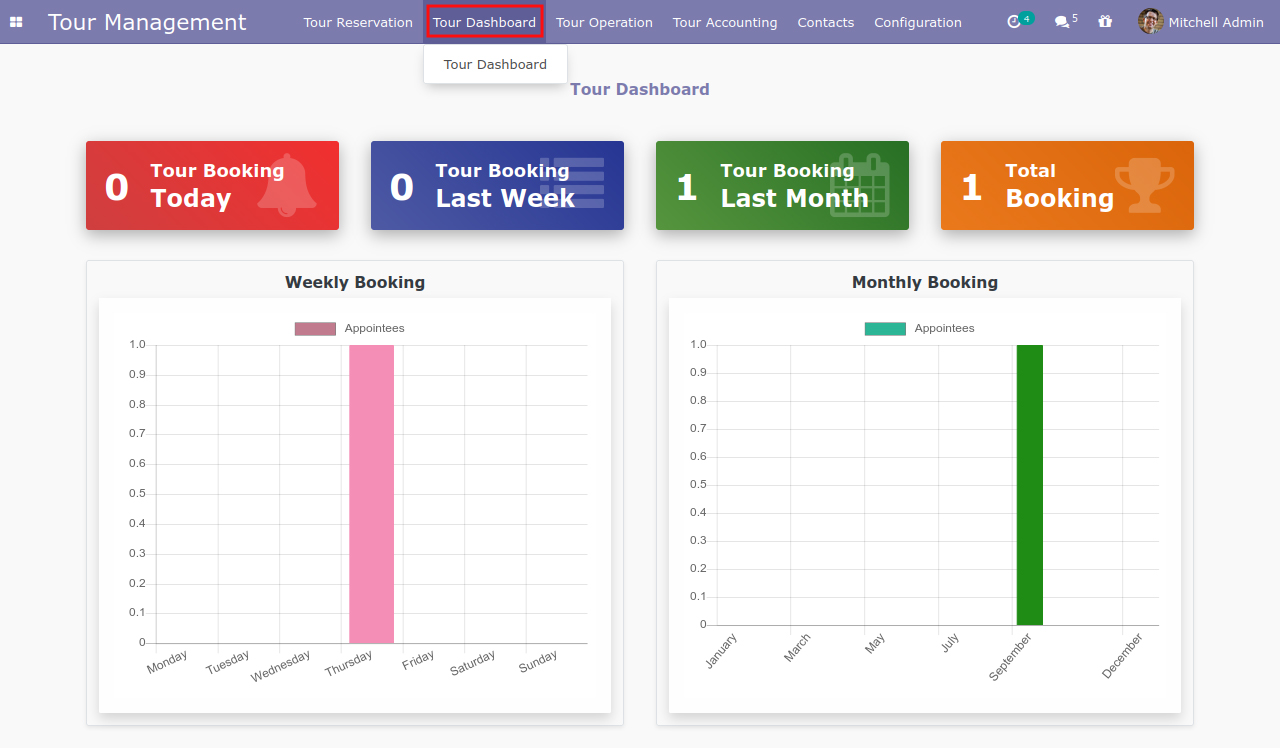 Tour Management
Tour Reservation
Tour Dashboard
Tour Operation
Tour Accounting
Contacts
Configuration
4
5
Mitchell Admin
Tour Dashboard
Tour Dashboard
0
Tour Booking
Today
0
Tour Booking
Last Week
1
Tour Booking
Last Month
1
Total
Booking
Weekly Booking
Appointees
1.0
0.9
0.8
0.7
0.6
0.5
0.4
0.3
0.2
0.1
0
Monday
Tuesday
Wednesday
Thursday
Friday
Saturday
Sunday
Monthly Booking
Appointees
1.0
0.9
0.8
0.7
0.6
0.5
0.4
0.3
0.2
0.1
0
January
March
May
July
September
December